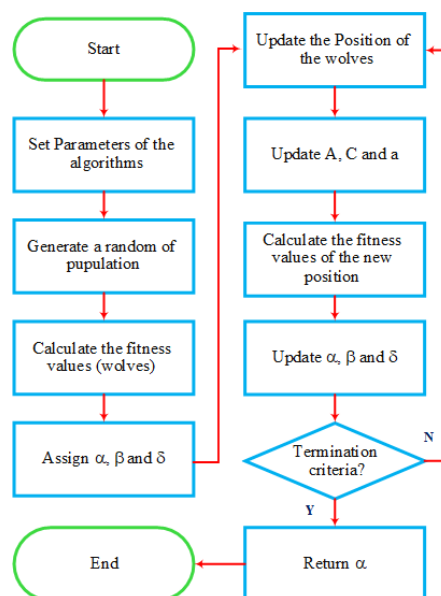 Start
Set Parameters of the
algorithms
Generate a random of
pupulation
Calculate the fitness
values (wolves)
Assign α, β and δ
Update the Position of
the wolves
Update A, C and a
Calculate the fitness
values of the new
position
Update α, β and δ
Termination
criteria?
N
Y
Return α
End